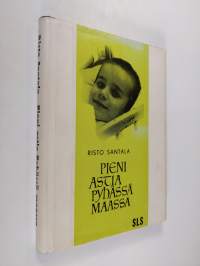 RISTO SANTALA
PIENI
ASTIA
PYHÄSSÄ
MAASSA
SLS